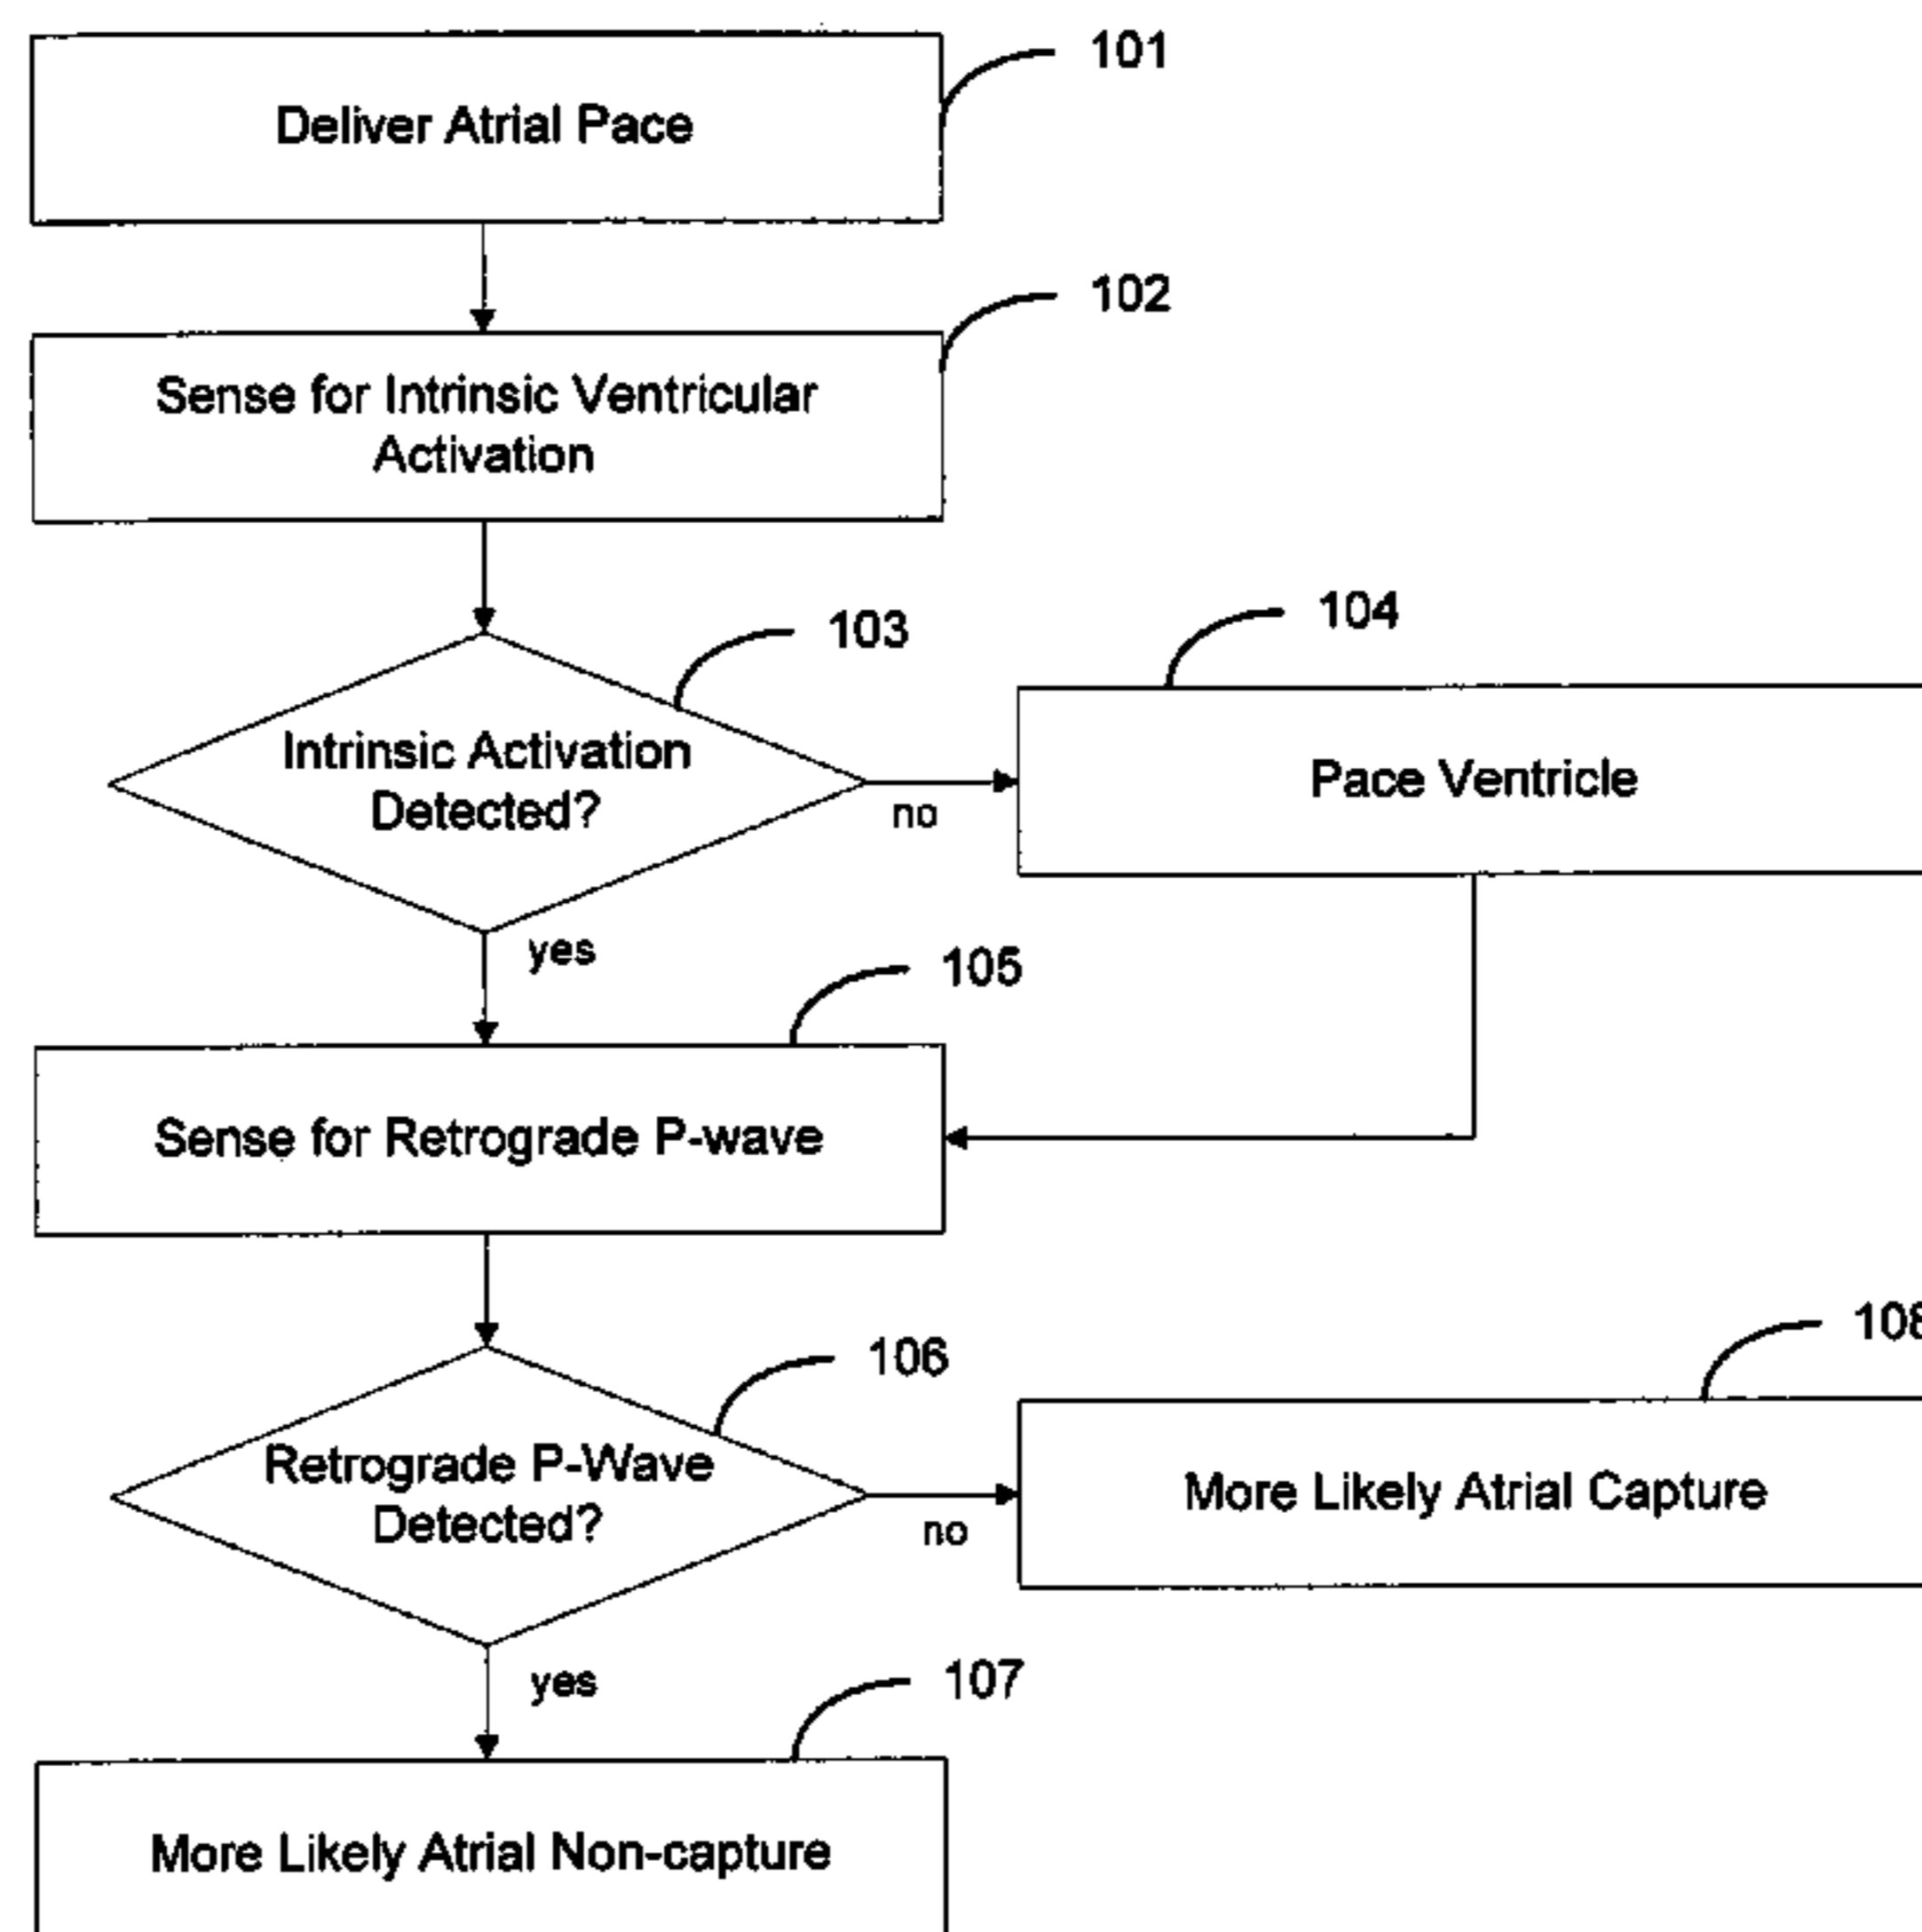 101
Deliver Atrial Pace
102
Sense for Intrinsic Ventricular
Activation
103
104
Intrinsic Activation
Detected?
no
Pace Ventricle
yes
105
Sense for Retrograde P-wave
106
108
Retrograde P-Wave
Detected?
no
More Likely Atrial Capture
yes
107
More Likely Atrial Non-capture